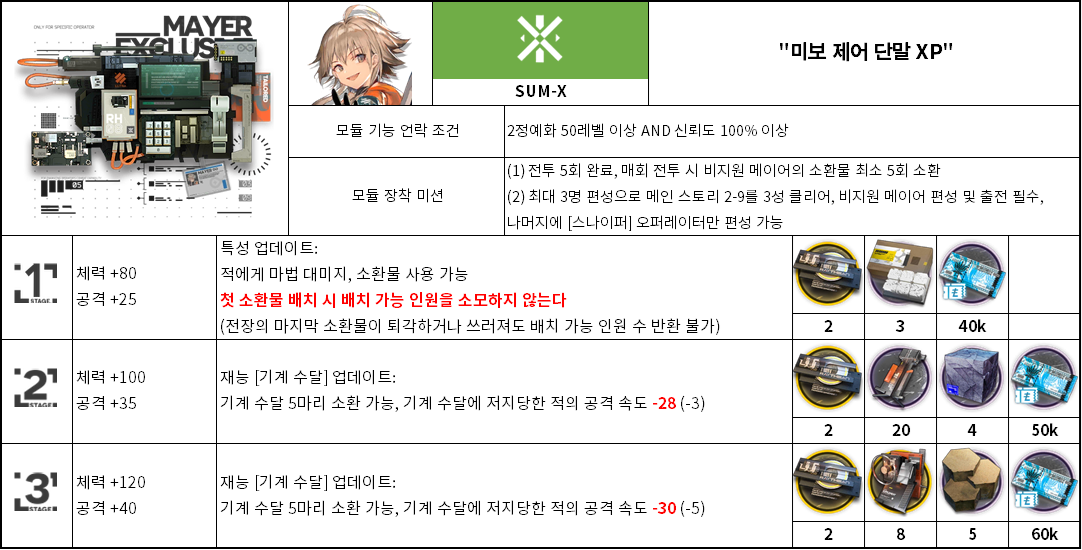 ONLY FOR SPECIFIC OPERATOR
MAYER
EXCLUSIVE
TAILORED
RH
05
MAYER
SUM-X
"미보 제어 단말 XP"
모듈 기능 언락 조건
2정예화 50레벨 이상 AND 신뢰도 100% 이상
모듈 장착 미션
(1) 전투 5회 완료, 매회 전투 시 비지원 메이어의 소환물 최소 5회 소환
(2) 최대 3명 편성으로 메인 스토리 2-9를 3성 클리어, 비지원 메이어 편성 및 출전 필수,
나머지에 [스나이퍼] 오퍼레이터만 편성 가능
1
STAGE
체력 +80
공격 +25
특성 업데이트:
적에게 마법 대미지, 소환물 사용 가능
첫 소환물 배치 시 배치 가능 인원을 소모하지 않는다
(전장의 마지막 소환물이 퇴각하거나 쓰러져도 배치 가능 인원 수 반환 불가)
2
3
40k
2
STAGE
체력 +100
공격 +35
재능 [기계 수달] 업데이트:
기계 수달 5마리 소환 가능, 기계 수달에 저지당한 적의 공격 속도 -28 (-3)
2
20
4
50k
3
STAGE
체력 +120
공격 +40
재능 [기계 수달] 업데이트:
기계 수달 5마리 소환 가능, 기계 수달에 저지당한 적의 공격 속도 -30 (-5)
2
8
5
60k